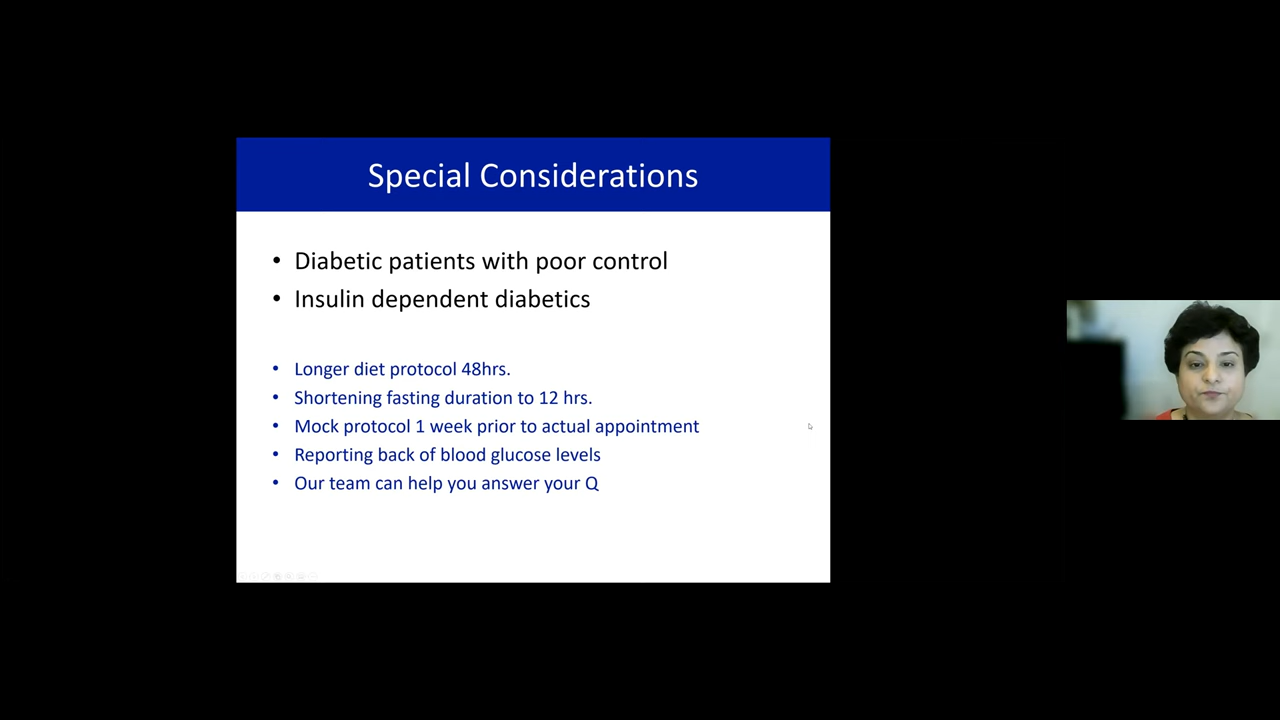 Special Considerations
• Diabetic patients with poor control
• Insulin dependent diabetics
• Longer diet protocol 48hrs.
• Shortening fasting duration to 12 hrs.
• Mock protocol 1 week prior to actual appointment
• Reporting back of blood glucose levels
• Our team can help you answer your Q